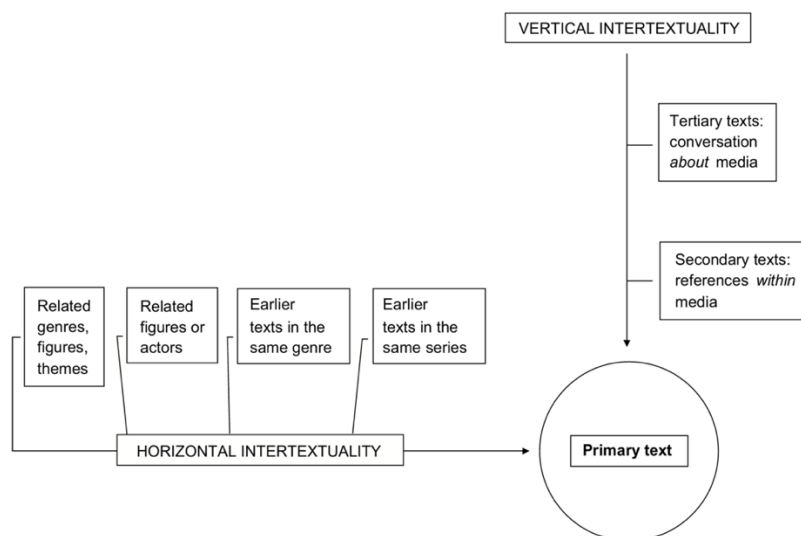 VERTICAL INTERTEXTUALITY
Tertiary texts:
conversation
about media
Secondary texts:
references within
media
Related
genres,
figures,
themes
Related
figures or
actors
Earlier
texts in the
same genre
Earlier
texts in the
same series
HORIZONTAL INTERTEXTUALITY
Primary text